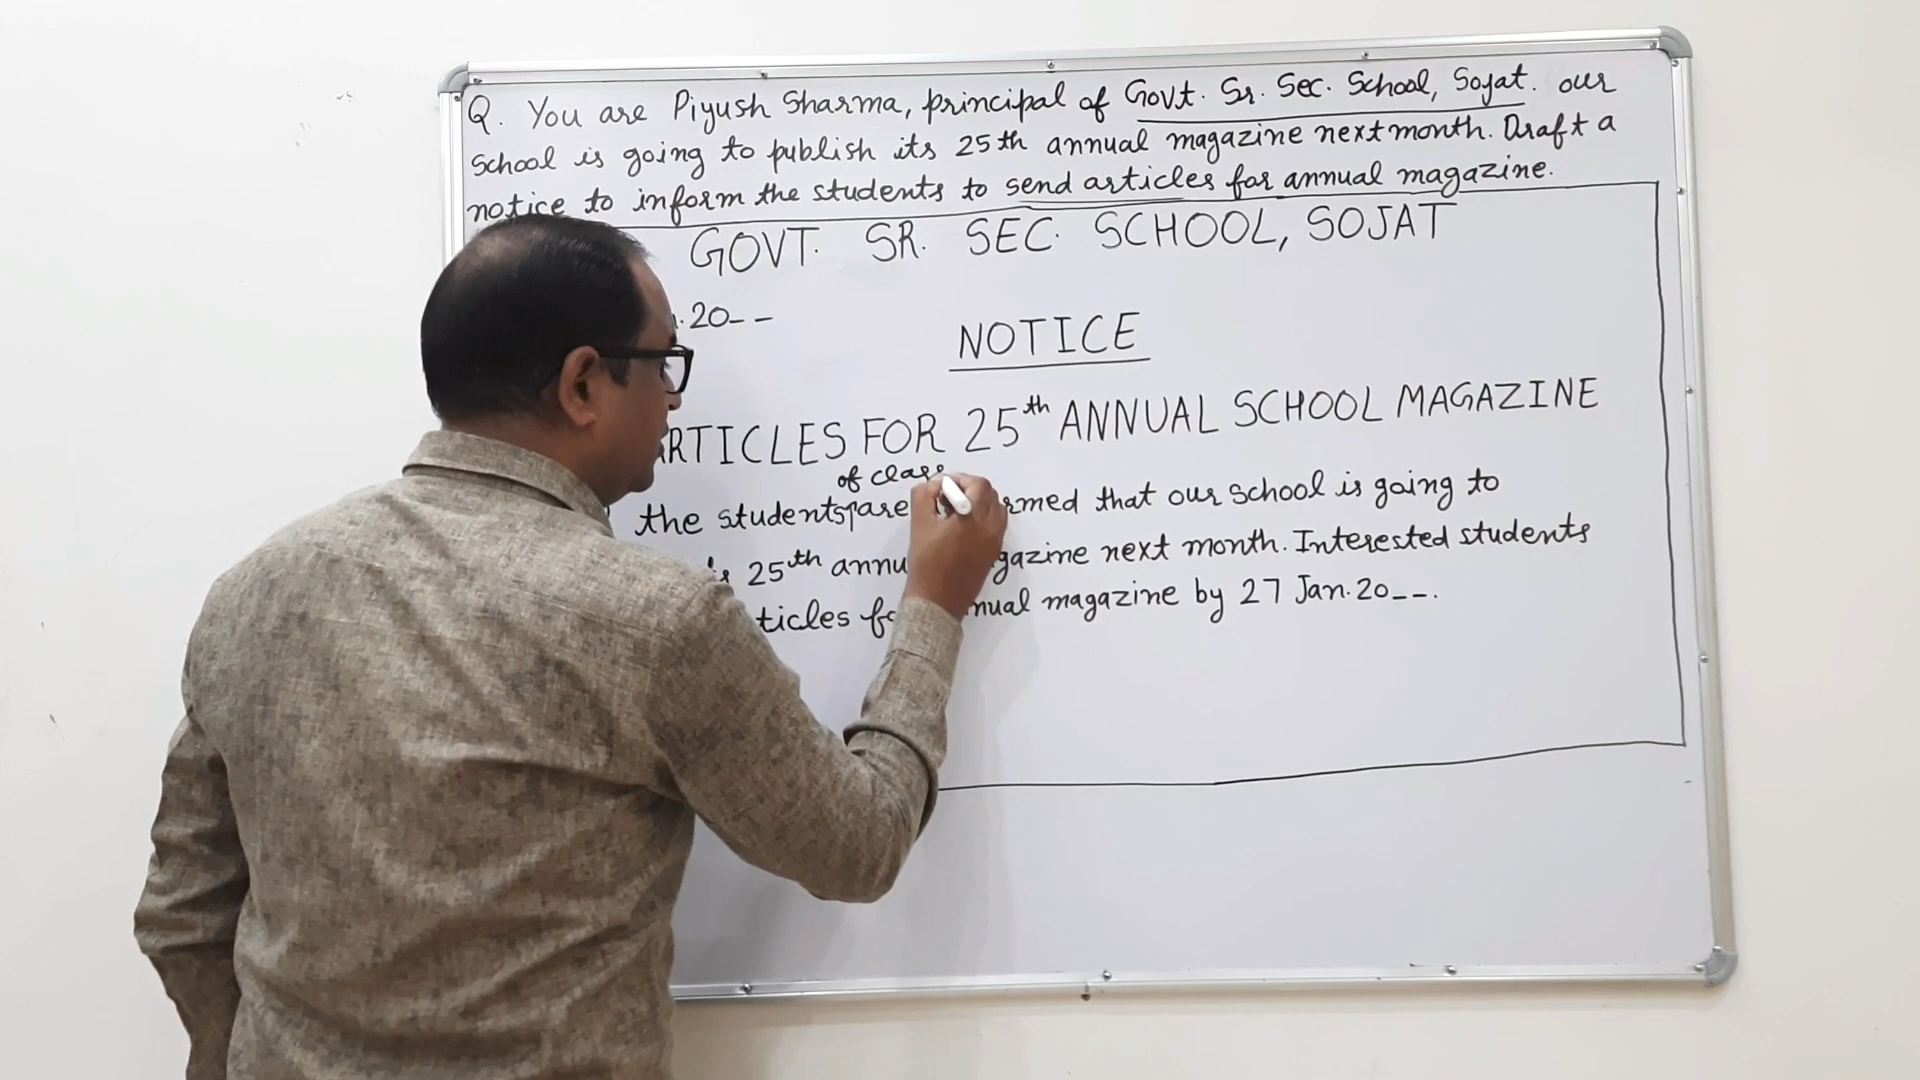 Q. You are Piyush Sharma, principal of Govt. Sr. Sec. School, Sojat. our
School is going to publish its 25th annual magazine next month. Draft a
notice to inform the students to send articles for annual magazine.
GOVT. SR. SEC. SCHOOL, SOJAT
.20--
NOTICE
RTICLES FOR 25th ANNUAL SCHOOL MAGAZINE
of class
the students are rmed that our school is going to
25th annu gazine next month. Interested students
ticles fo nual magazine by 27 Jan.20--.